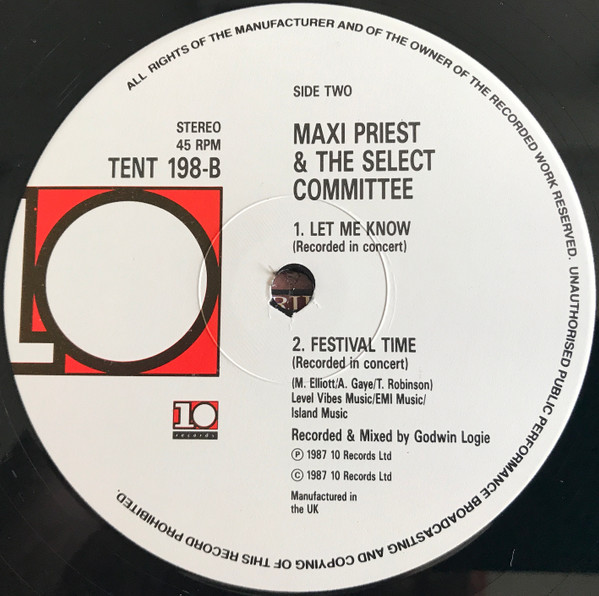 ALL RIGHTS OF THE MANUFACTURER AND OF THE OWNER OF THE RECORDED WORK RESERVED. UNAUTHORISED PUBLIC PERFORMANCE BROADCASTING AND COPYING OF THIS RECORD PROHIBITED.
SIDE TWO
STEREO
45 RPM
TENT 198-B
MAXI PRIEST
& THE SELECT
COMMITTEE
1. LET ME KNOW
(Recorded in concert)
2. FESTIVAL TIME
(Recorded in concert)
(M. Elliott/A. Gaye/T. Robinson)
Level Vibes Music/EMI Music/
Island Music
Recorded & Mixed by Godwin Logie
℗ 1987 10 Records Ltd
© 1987 10 Records Ltd
Manufactured in
the UK
10
10
records